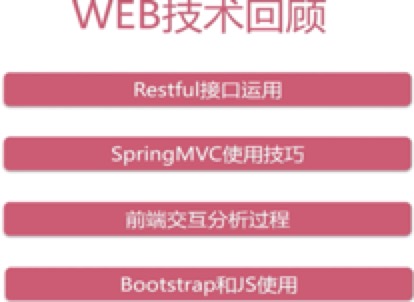 WEB技术回顾
Restful接口运用
SpringMVC使用技巧
前端交互分析过程
Bootstrap和JS使用